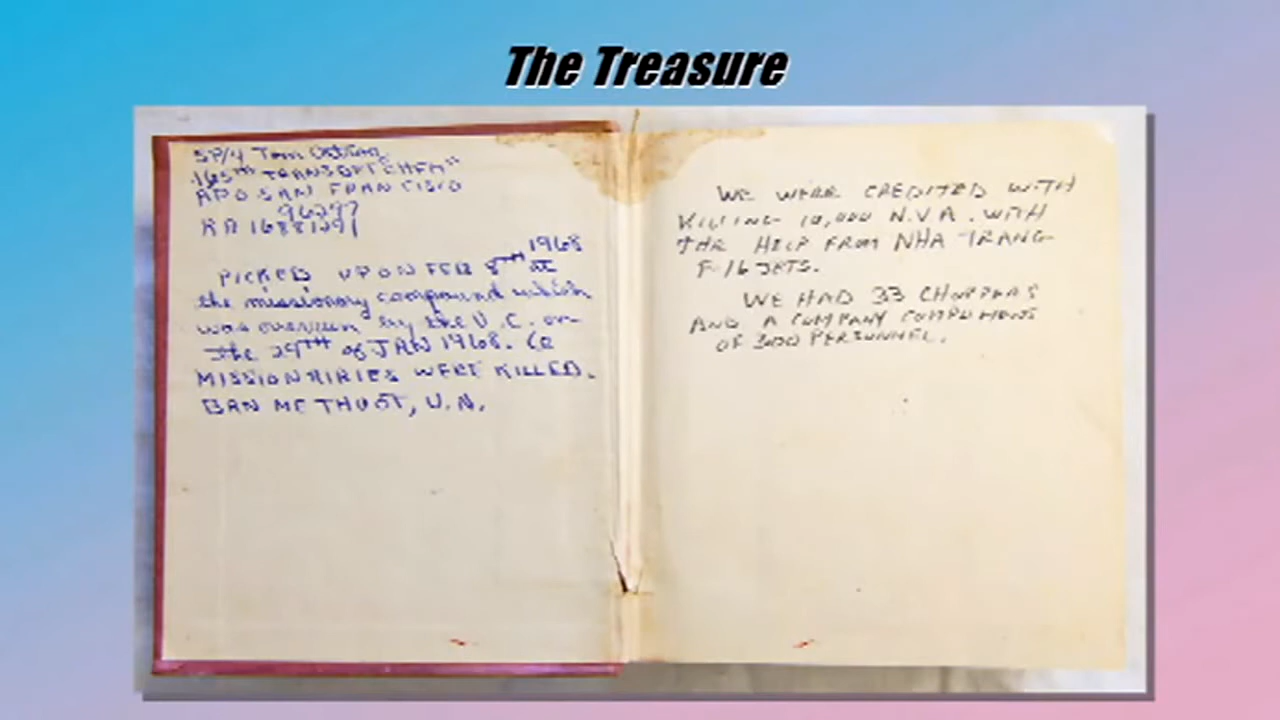 The Treasure
SP/4 Tom
165TH TRANS
APO SAN FRANCISCO
96297
RA 16881291
1968
PICKED UP ON FEB 8TH at
the missionary compound which
was overrun by the V.C. on
the 29TH of JAN 1968. 6
MISSIONAIRIES WERE KILLED.
BAN ME THUOT, V.N.
WE WERE CREDITED WITH
KILLING 10,000 N.V.A. WITH
THE HELP FROM NHA TRANG
F-16 JETS.
WE HAD 33 CHOPPERS
AND A COMPANY
OF 300 PERSONNEL.